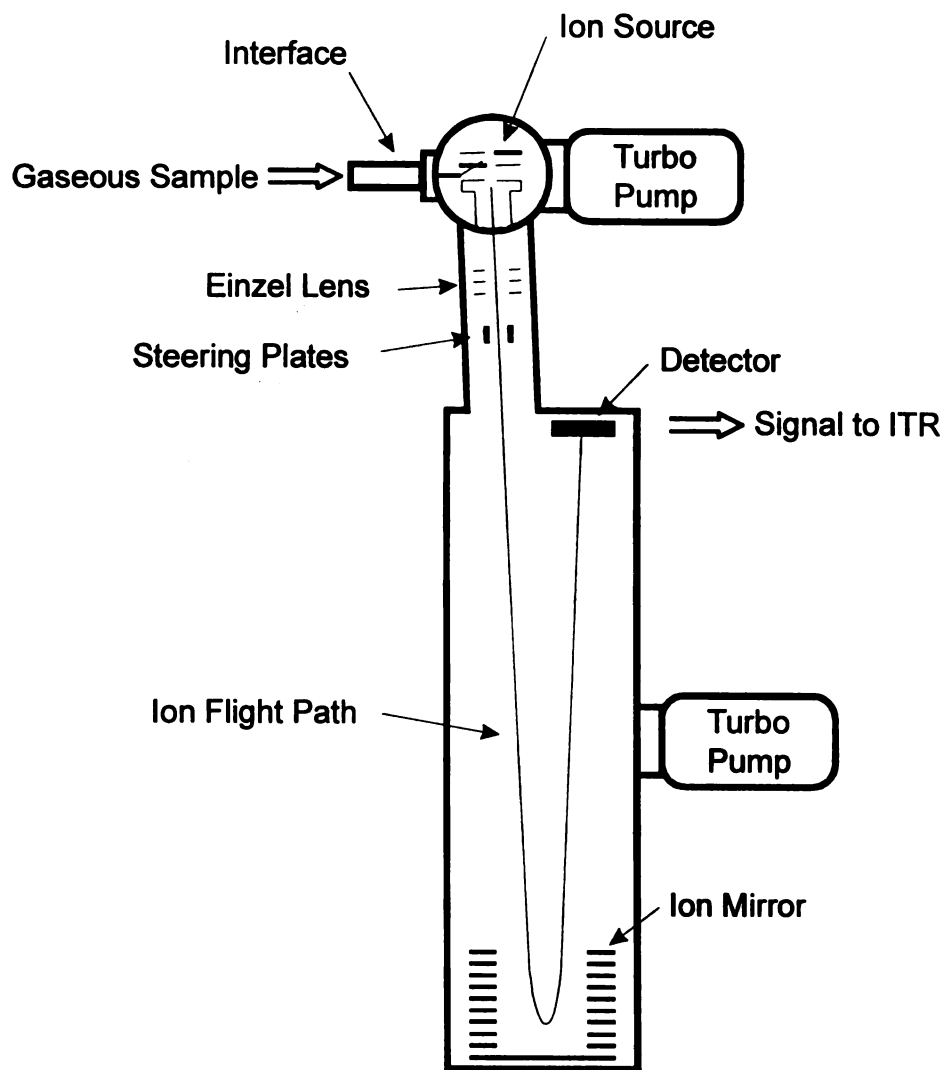 Ion Source
Interface
Gaseous Sample
Turbo
Pump
Einzel Lens
Steering Plates
Detector
Signal to ITR
Ion Flight Path
Turbo
Pump
Ion Mirror